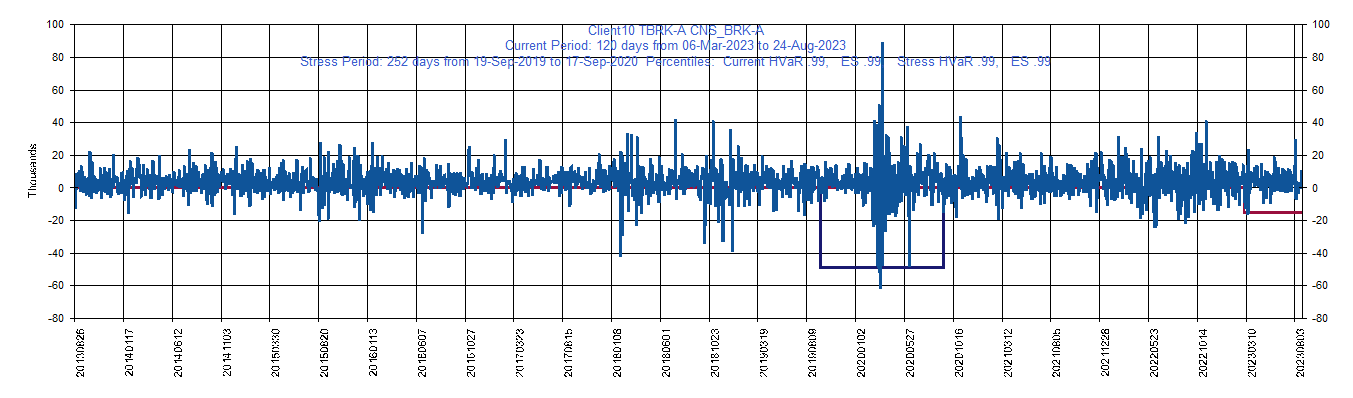 Client10 TBRK-A CNS_BRK-A
Current Period: 120 days from 06-Mar-2023 to 24-Aug-2023
Stress Period: 252 days from 19-Sep-2019 to 17-Sep-2020 Percentiles: Current HVaR .99, ES .99 Stress HVaR .99, ES .99
100 100
80 80
60 60
40 40
20 20
0 0
-20 -20
-40 -40
-60 -60
-80 -80
Thousands
20130826 20140117 20140612 20141103 20150330 20150820 20160113 20160607 20161027 20170323 20170815 20180108 20180601 20181023 20190319 20190809 20200102 20200527 20201016 20210312 20210805 20211228 20220523 20221014 20230310 20230803